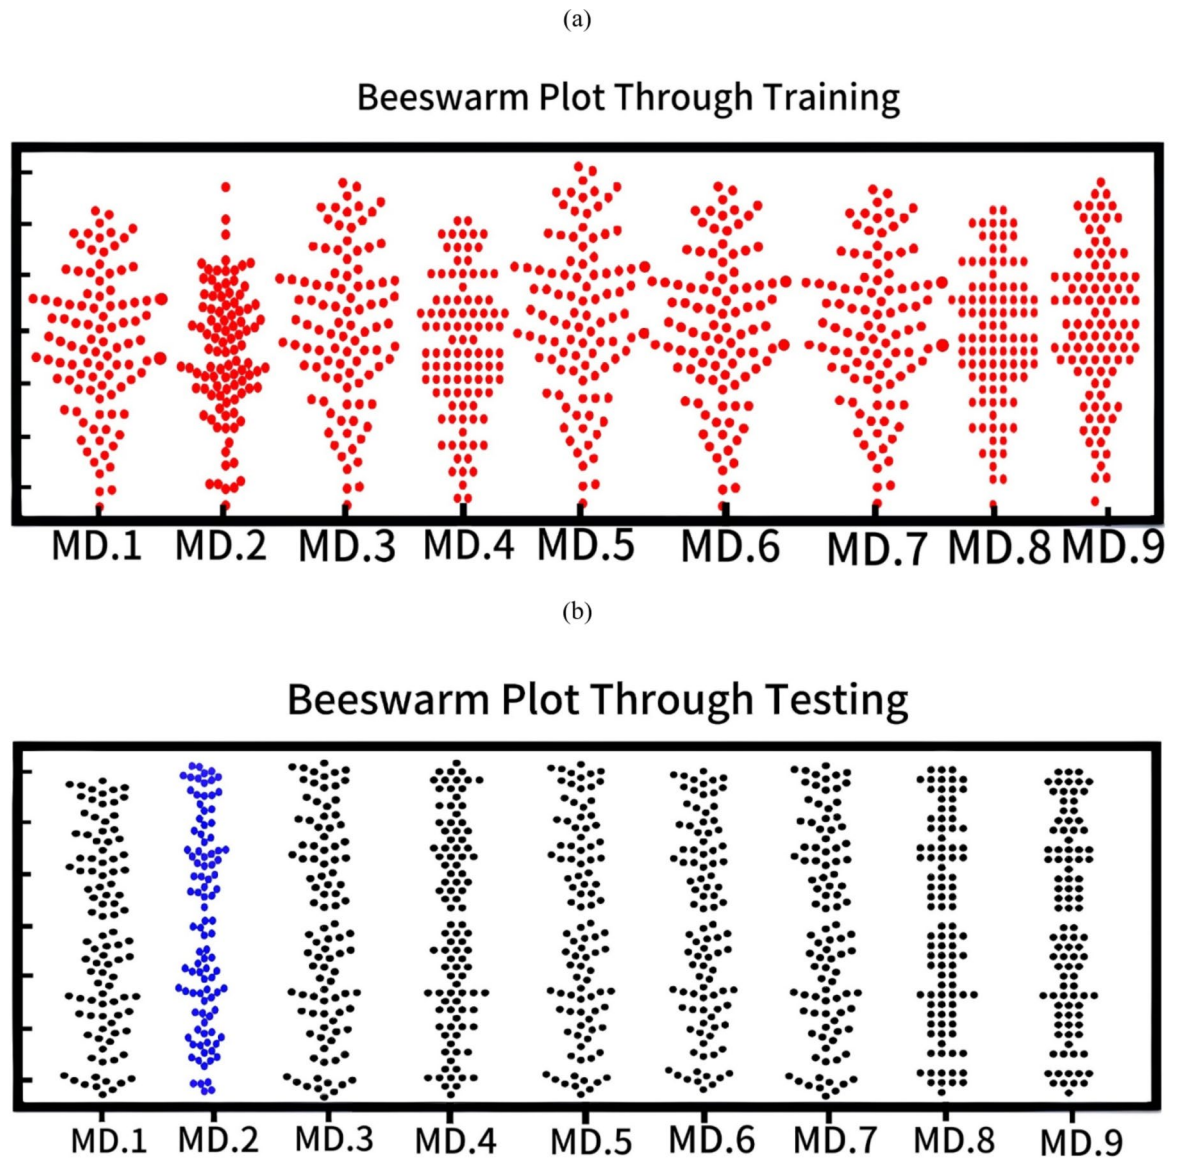 (a)
Beeswarm Plot Through Training
MD.1 MD.2 MD.3 MD.4 MD.5 MD.6 MD.7 MD.8 MD.9
(b)
Beeswarm Plot Through Testing
MD.1 MD.2 MD.3 MD.4 MD.5 MD.6 MD.7 MD.8 MD.9